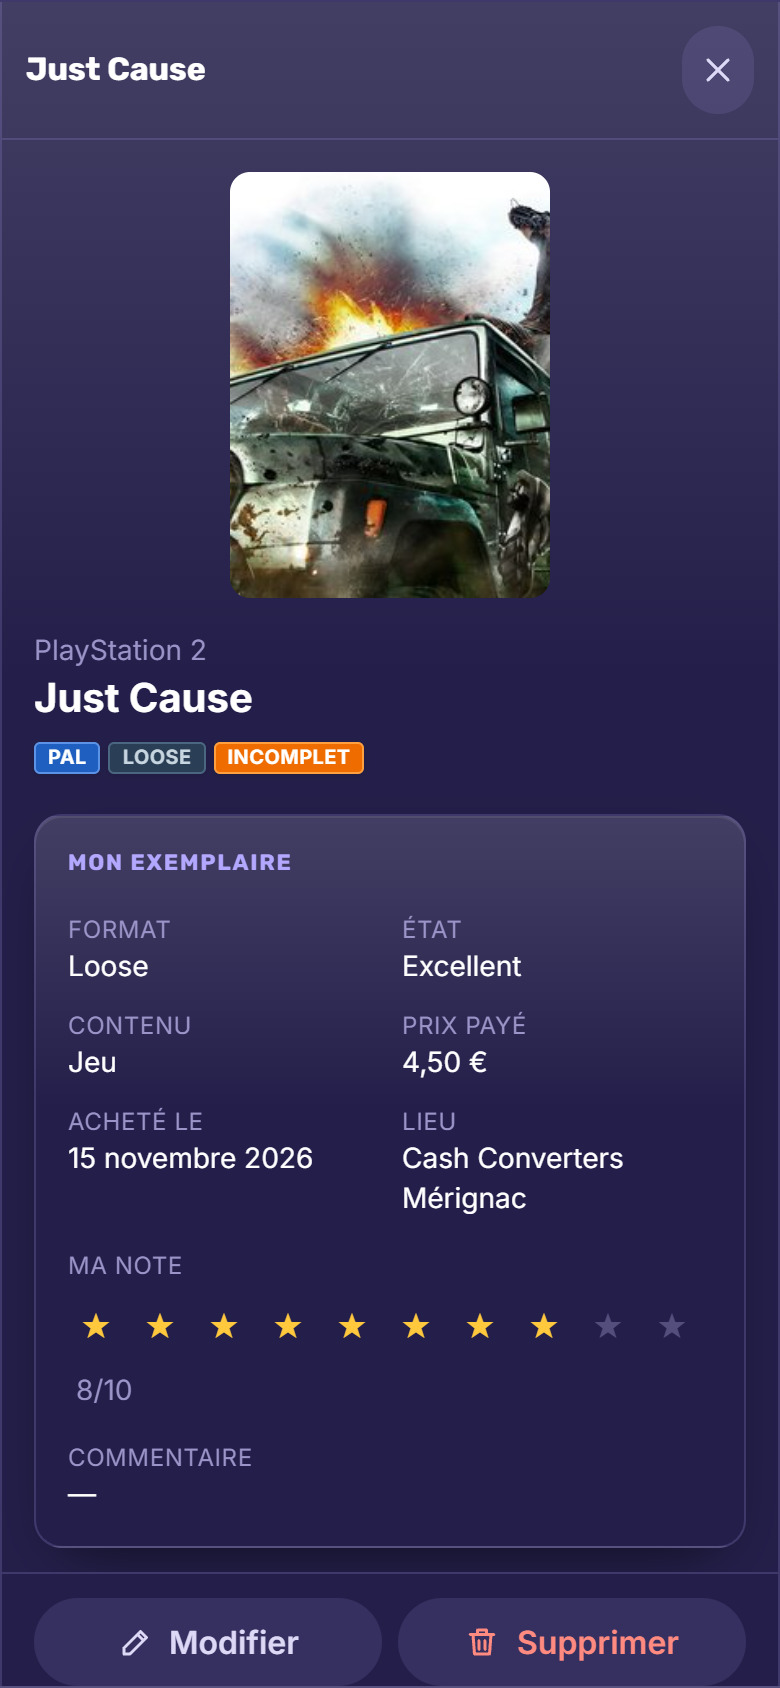 Just Cause
PlayStation 2
Just Cause
PAL LOOSE INCOMPLET
MON EXEMPLAIRE
FORMAT ÉTAT
Loose Excellent
CONTENU PRIX PAYÉ
Jeu 4,50 €
ACHETÉ LE LIEU
15 novembre 2026 Cash Converters
Mérignac
MA NOTE
8/10
COMMENTAIRE
—
Modifier Supprimer